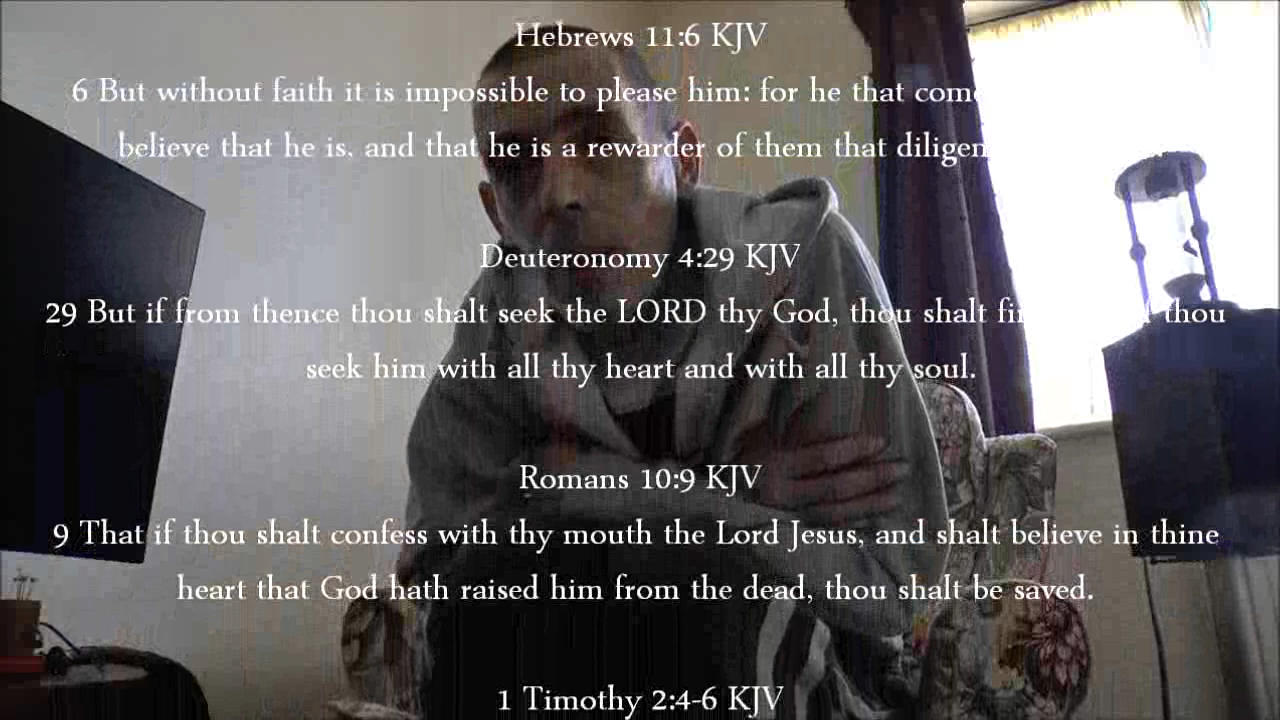 Hebrews 11:6 KJV
6 But without faith it is impossible to please him: for he that
believe that he is, and that he is a rewarder of them that
Deuteronomy 4:29 KJV
29 But if from thence thou shalt seek the LORD thy God, thou shalt thou
seek him with all thy heart and with all thy soul.
Romans 10:9 KJV
9 That if thou shalt confess with thy mouth the Lord Jesus, and shalt believe in thine
heart that God hath raised him from the dead, thou shalt be saved.
1 Timothy 2:4-6 KJV